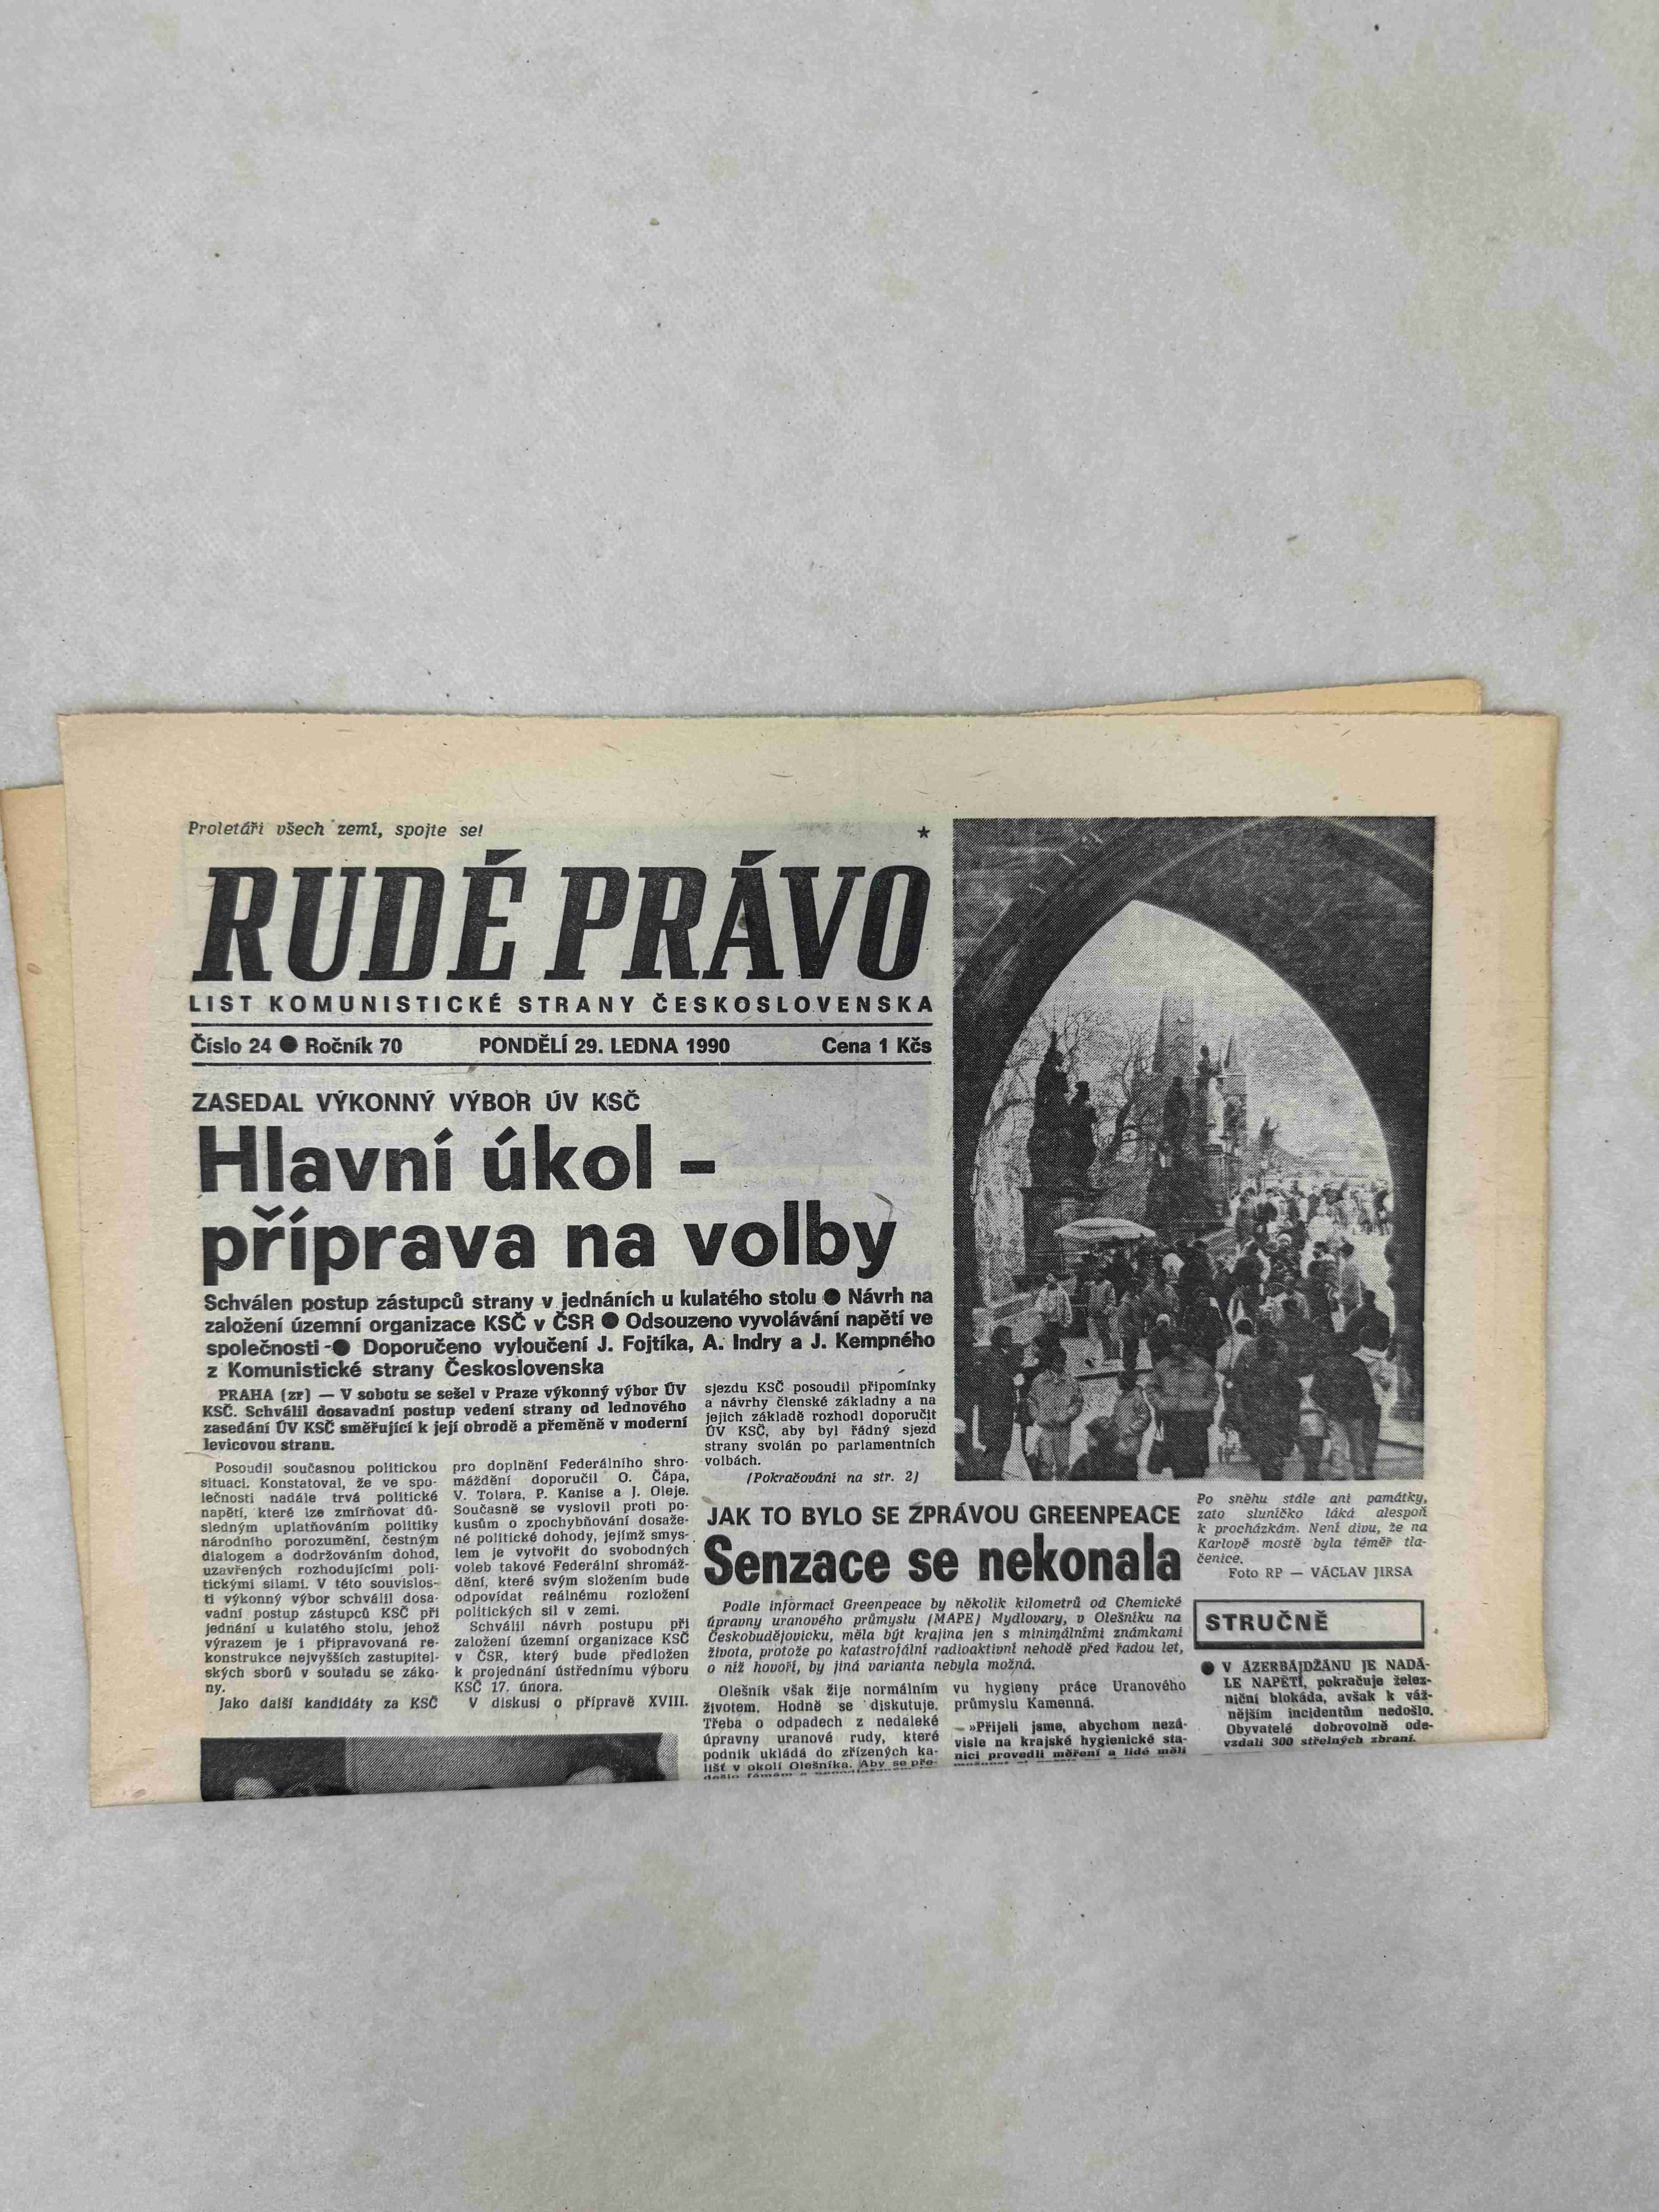 Proletáři všech zemí, spojte se!
★
RUDÉ PRÁVO
LIST KOMUNISTICKÉ STRANY ČESKOSLOVENSKA
Číslo 24 ● Ročník 70 PONDĚLÍ 29. LEDNA 1990 Cena 1 Kčs
ZASEDAL VÝKONNÝ VÝBOR ÚV KSČ
Hlavní úkol –
příprava na volby
Schválen postup zástupců strany v jednáních u kulatého stolu ● Návrh na
založení územní organizace KSČ v ČSR ● Odsouzeno vyvolávání napětí ve
společnosti ● Doporučeno vyloučení J. Fojtíka, A. Indry a J. Kempného
z Komunistické strany Československa
PRAHA (zr) — V sobotu se sešel v Praze výkonný výbor ÚV
KSČ. Schválil dosavadní postup vedení strany od lednového
zasedání ÚV KSČ směřující k její obrodě a přeměně v moderní
levicovou stranu.
Posoudil současnou politickou
situaci. Konstatoval, že ve spo-
lečnosti nadále trvá politické
napětí, které lze zmírňovat dů-
sledným uplatňováním politiky
národního porozumění, čestným
dialogem a dodržováním dohod,
uzavřených rozhodujícími poli-
tickými silami. V této souvislos-
ti výkonný výbor schválil dosa-
vadní postup zástupců KSČ při
jednání u kulatého stolu, jehož
výrazem je i připravovaná re-
konstrukce nejvyšších zastupitel-
ských sborů v souladu se záko-
ny.
Jako další kandidáty za KSČ
pro doplnění Federálního shro-
máždění doporučil O. Čápa,
V. Tolara, P. Kanise a J. Oleje.
Současně se vyslovil proti po-
kusům o zpochybňování dosaže-
né politické dohody, jejímž smys-
lem je vytvořit do svobodných
voleb takové Federální shromáž-
dění, které svým složením bude
odpovídat reálnému rozložení
politických sil v zemi.
Schválil návrh postupu při
založení územní organizace KSČ
v ČSR, který bude předložen
k projednání ústřednímu výboru
KSČ 17. února.
V diskusi o přípravě XVIII.
sjezdu KSČ posoudil připomínky
a návrhy členské základny a na
jejich základě rozhodl doporučit
ÚV KSČ, aby byl řádný sjezd
strany svolán po parlamentních
volbách.
(Pokračování na str. 2)
JAK TO BYLO SE ZPRÁVOU GREENPEACE
Senzace se nekonala
Podle informací Greenpeace by několik kilometrů od Chemické
úpravny uranového průmyslu (MAPE) Mydlovary, v Olešníku na
Českobudějovicku, měla být krajina jen s minimálními známkami
života, protože po katastrofální radioaktivní nehodě před řadou let,
o níž hovoří, by jiná varianta nebyla možná.
Olešník však žije normálním
životem. Hodně se diskutuje.
Třeba o odpadech z nedaleké
úpravny uranové rudy, které
podnik ukládá do zřízených ka-
lišť v okolí Olešníka. Aby se pře-
vu hygieny práce Uranového
průmyslu Kamenná.
»Přijeli jsme, abychom nezá-
visle na krajské hygienické sta-
nici provedli měření a lidé měli
Po sněhu stále ani památky,
zato sluníčko láká alespoň
k procházkám. Není divu, že na
Karlově mostě byla téměř tla-
čenice.
Foto RP — VÁCLAV JIRSA
STRUČNĚ
● V ÁZERBÁJDŽÁNU JE NADÁ-
LE NAPĚTÍ, pokračuje želez-
niční blokáda, avšak k váž-
nějším incidentům nedošlo.
Obyvatelé dobrovolně ode-
vzdali 300 střelných zbraní.